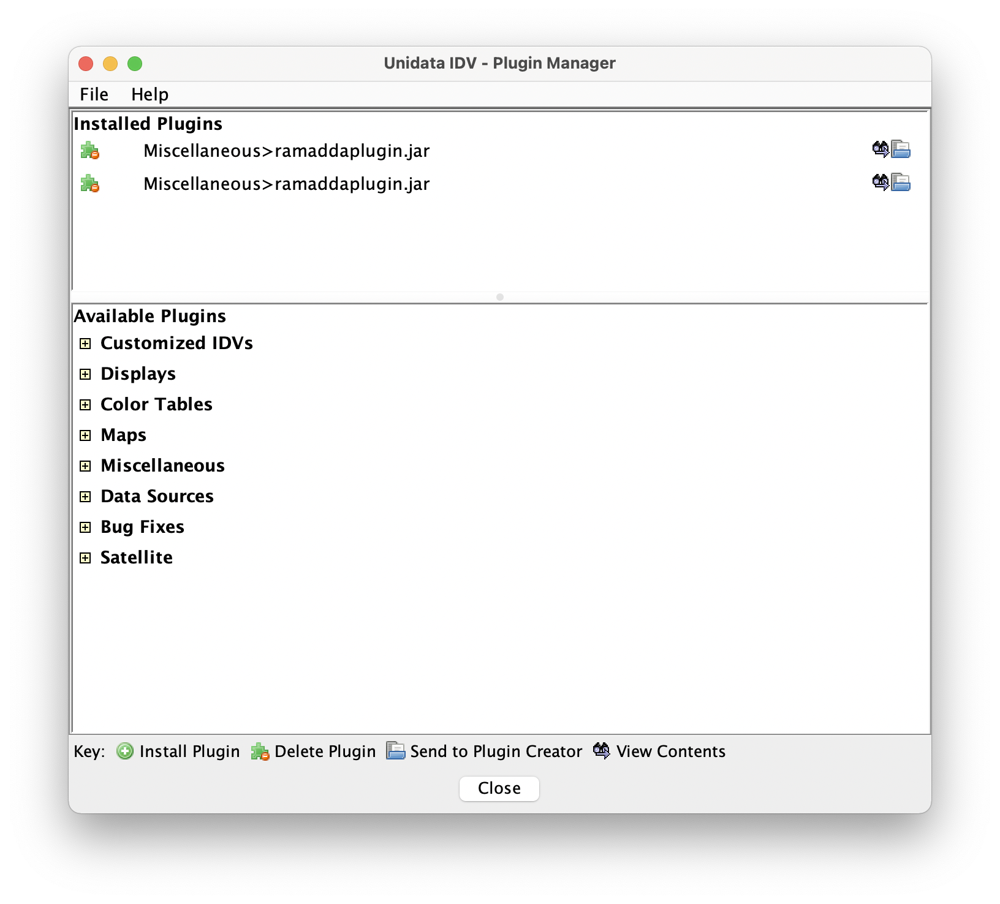 Unidata IDV - Plugin Manager
File Help
Installed Plugins
Miscellaneous>ramaddaplugin.jar
Miscellaneous>ramaddaplugin.jar
Available Plugins
Customized IDVs
Displays
Color Tables
Maps
Miscellaneous
Data Sources
Bug Fixes
Satellite
Key: Install Plugin Delete Plugin Send to Plugin Creator View Contents
Close